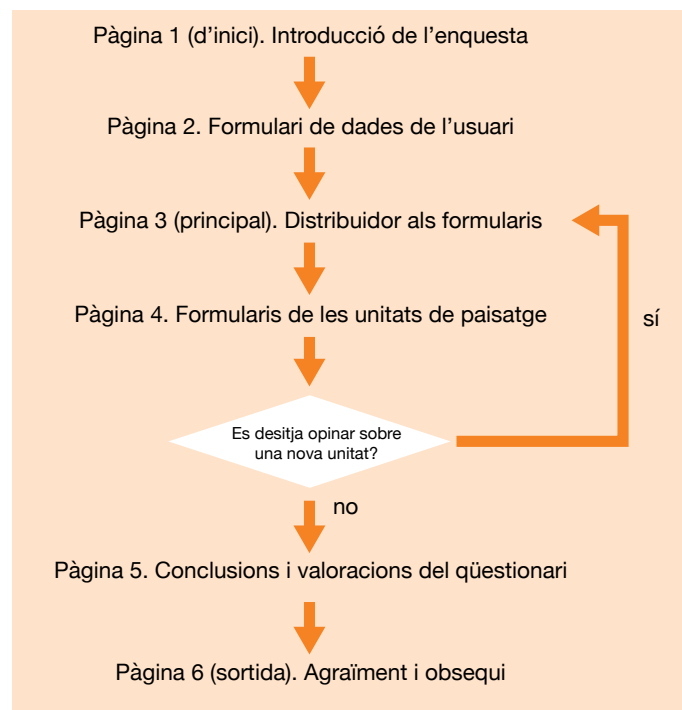 Pàgina 1 (d’inici). Introducció de l’enquesta
Pàgina 2. Formulari de dades de l’usuari
Pàgina 3 (principal). Distribuidor als formularis
Pàgina 4. Formularis de les unitats de paisatge
sí
Es desitja opinar sobre
una nova unitat?
no
Pàgina 5. Conclusions i valoracions del qüestionari
Pàgina 6 (sortida). Agraïment i obsequi